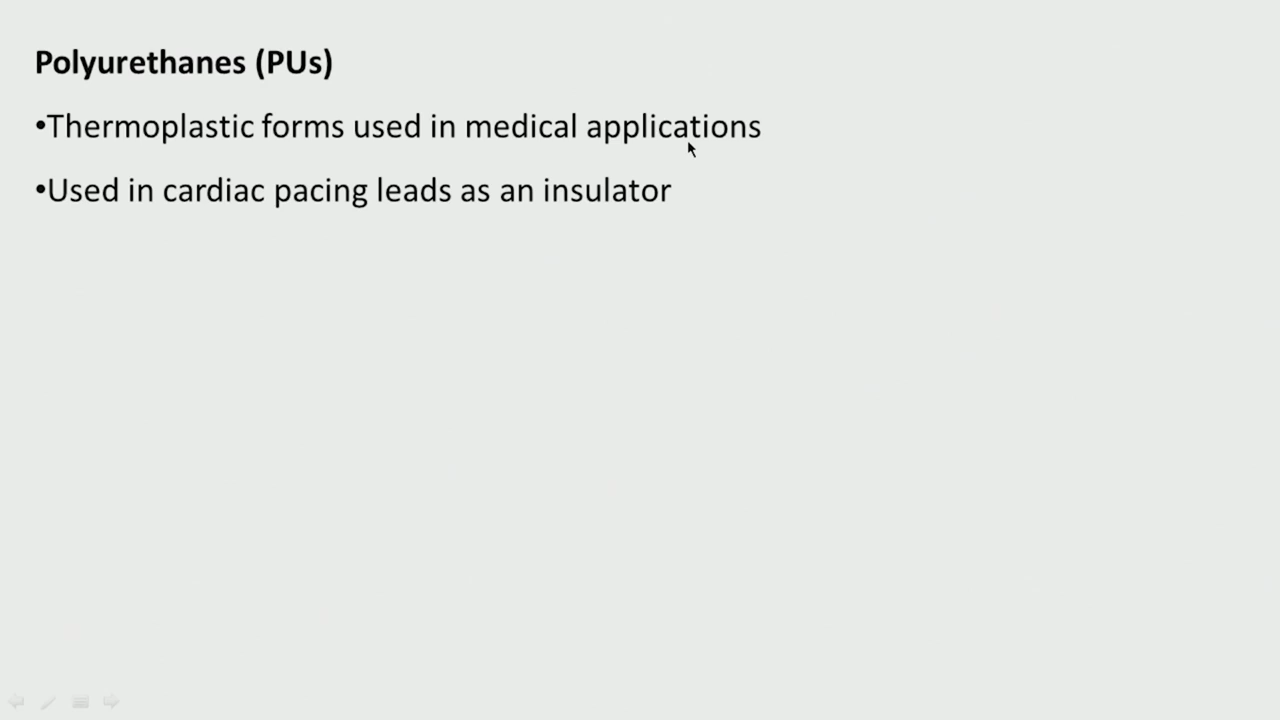 Polyurethanes (PUs)
•Thermoplastic forms used in medical applications
•Used in cardiac pacing leads as an insulator